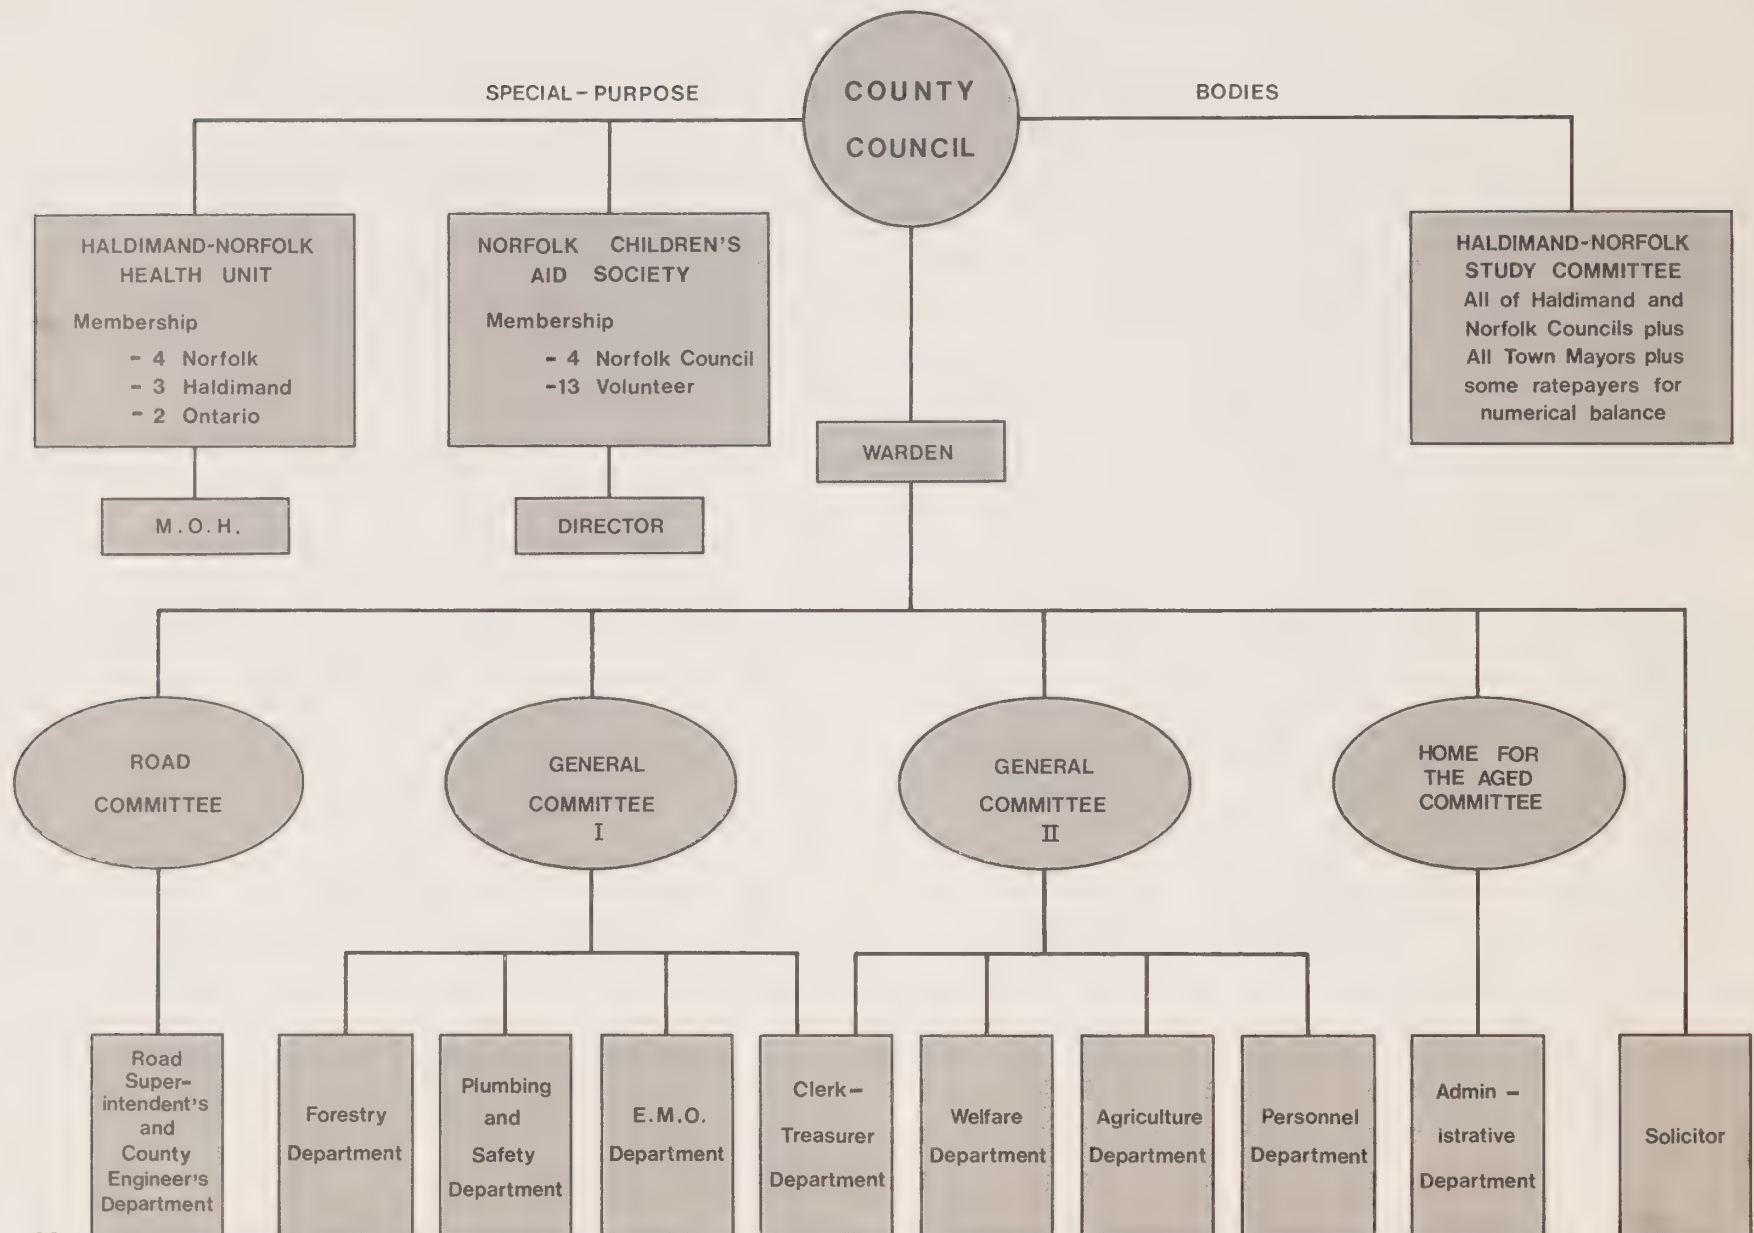 SPECIAL-PURPOSE
COUNTY
COUNCIL
BODIES
HALDIMAND-NORFOLK
HEALTH UNIT
Membership
- 4 Norfolk
- 3 Haldimand
- 2 Ontario
NORFOLK CHILDREN'S
AID SOCIETY
Membership
- 4 Norfolk Council
-13 Volunteer
HALDIMAND-NORFOLK
STUDY COMMITTEE
All of Haldimand and
Norfolk Councils plus
All Town Mayors plus
some ratepayers for
numerical balance
WARDEN
M.O.H.
DIRECTOR
ROAD
COMMITTEE
GENERAL
COMMITTEE
I
GENERAL
COMMITTEE
II
HOME FOR
THE AGED
COMMITTEE
Road
Super-
intendent's
and
County
Engineer's
Department
Forestry
Department
Plumbing
and
Safety
Department
E.M.O.
Department
Clerk-
Treasurer
Department
Welfare
Department
Agriculture
Department
Personnel
Department
Admin-
istrative
Department
Solicitor